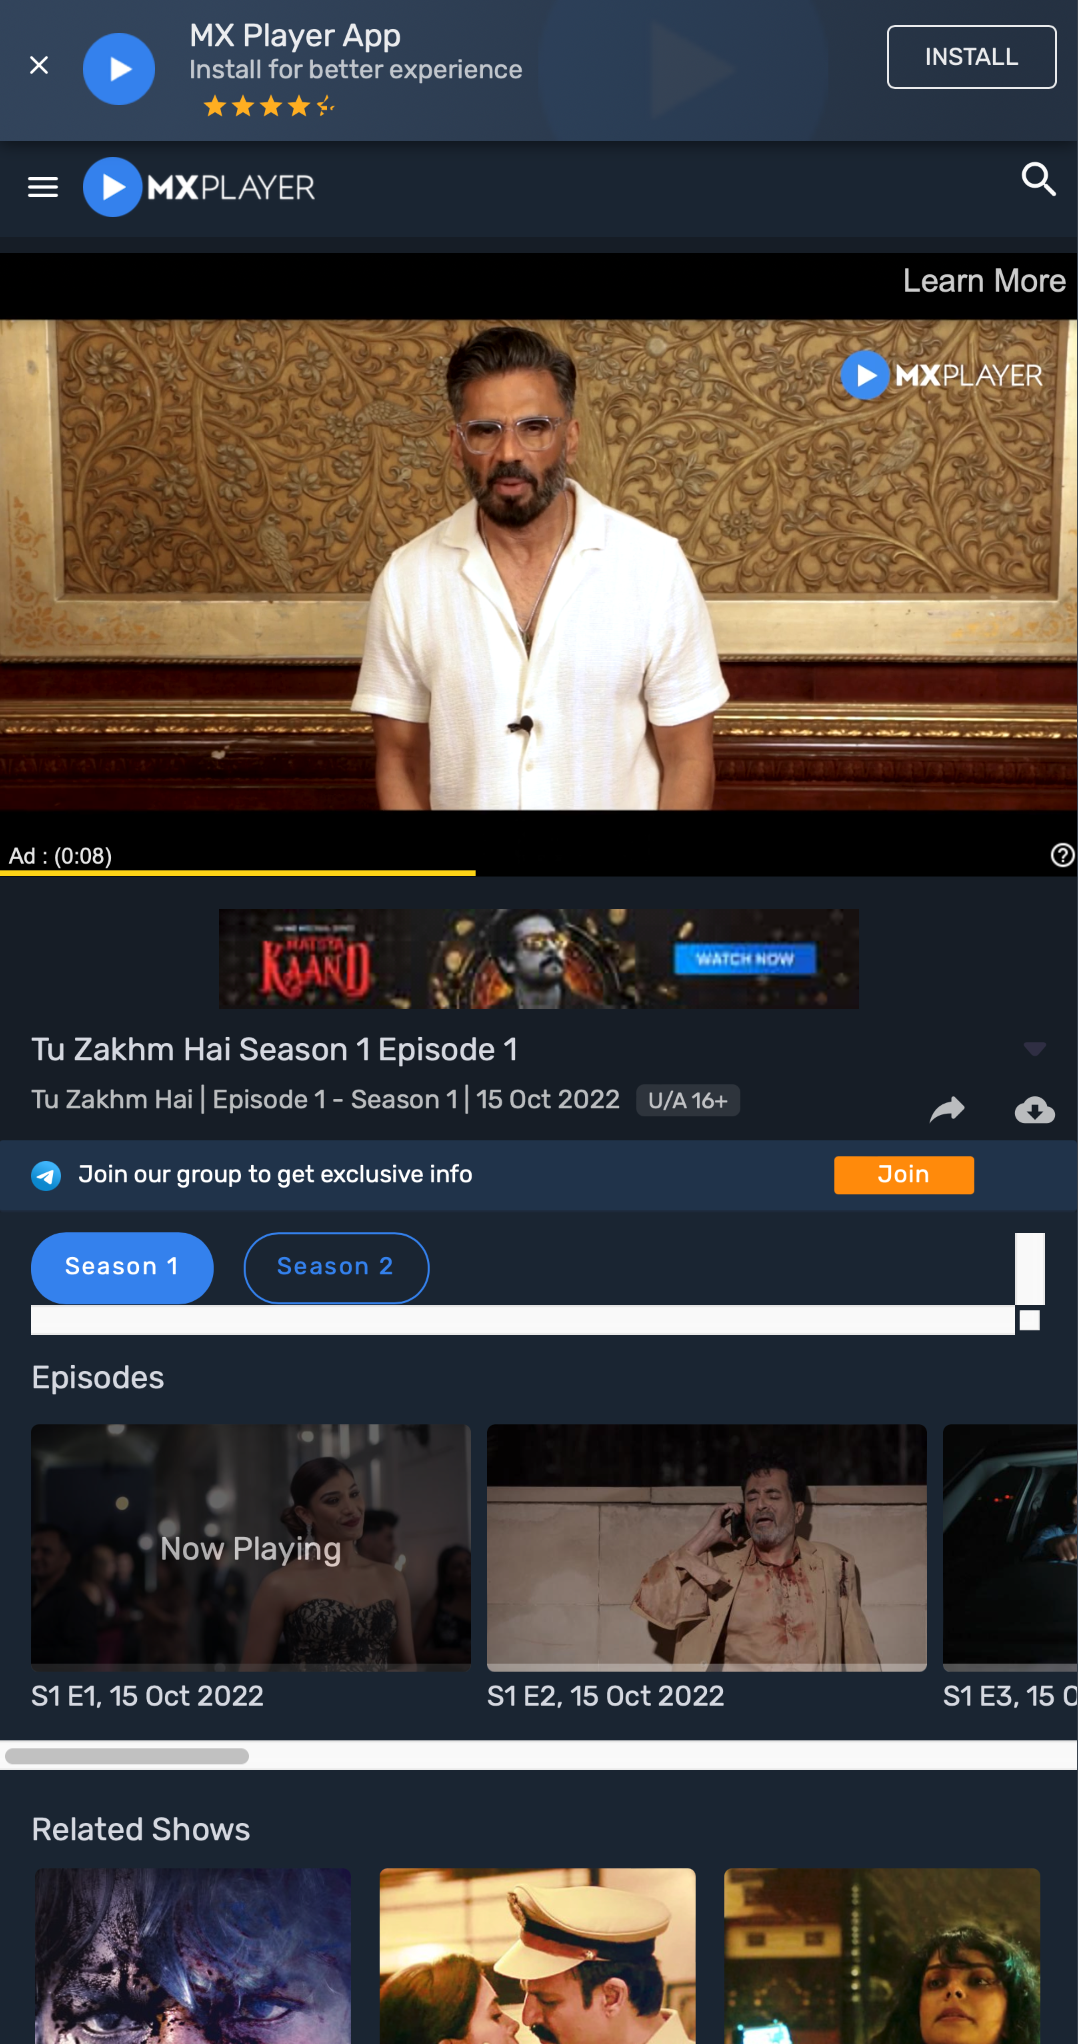 MX Player App
Install for better experience
INSTALL
MXPLAYER
Learn More
MXPLAYER
Ad : (0:08)
MATSYA
KAAND
WATCH NOW
Tu Zakhm Hai Season 1 Episode 1
Tu Zakhm Hai | Episode 1 - Season 1 | 15 Oct 2022 U/A 16+
Join our group to get exclusive info
Join
Season 1 Season 2
Episodes
Now Playing
S1 E1, 15 Oct 2022
S1 E2, 15 Oct 2022
S1 E3, 15 O
Related Shows